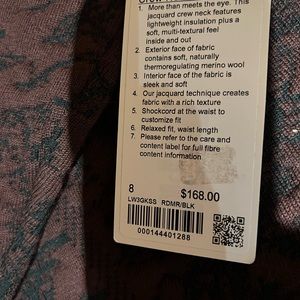 More than meets the eye. This
jacquard crew neck features
lightweight insulation plus a
soft, multi-textural feel
inside and out
2. Exterior face of fabric
contains soft, naturally
thermoregulating merino wool
3. Interior face of the fabric is
sleek and soft
4. Our jacquard technique creates
fabric with a rich texture
5. Shockcord at the waist to
customize fit
6. Relaxed fit, waist length
7. Please refer to the care and
content label for full fibre
content information
8 $168.00
LW3GKSS RDMR/BLK
000144401288